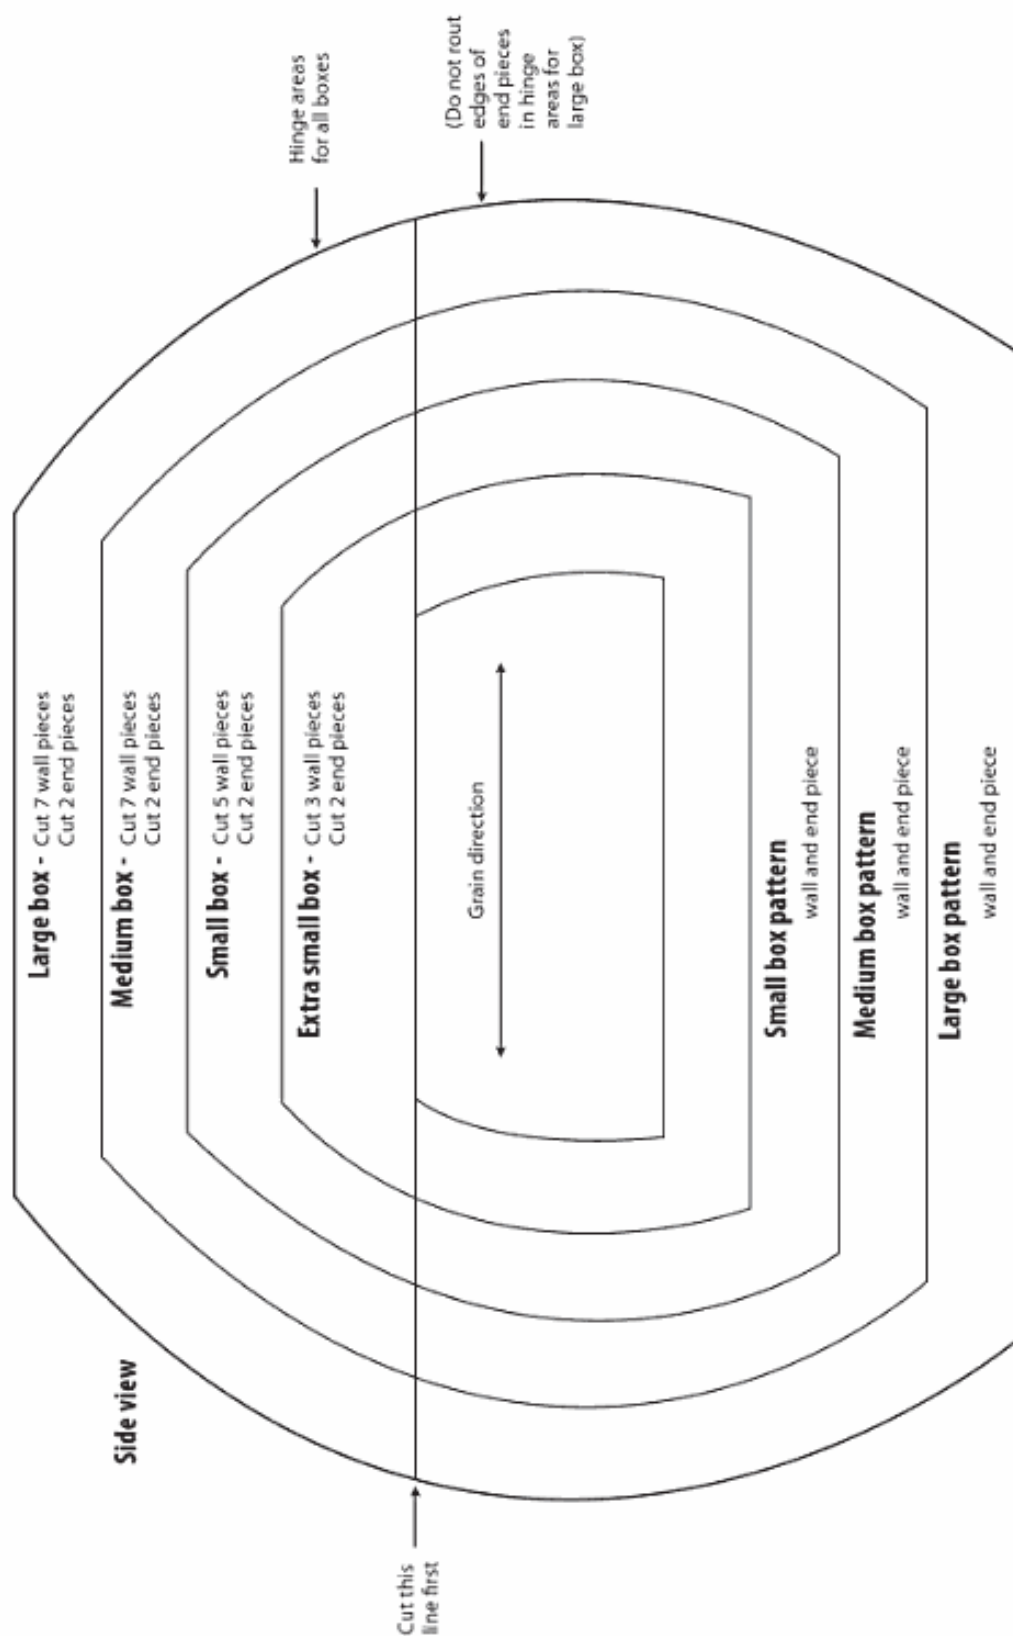 Cut this
line first
Side view
Large box - Cut 7 wall pieces
Cut 2 end pieces
Medium box - Cut 7 wall pieces
Cut 2 end pieces
Small box - Cut 5 wall pieces
Cut 2 end pieces
Extra small box - Cut 3 wall pieces
Cut 2 end pieces
Grain direction
Small box pattern
wall and end piece
Medium box pattern
wall and end piece
Large box pattern
wall and end piece
Hinge areas
for all boxes
(Do not rout
edges of
end pieces
in hinge
areas for
large box)